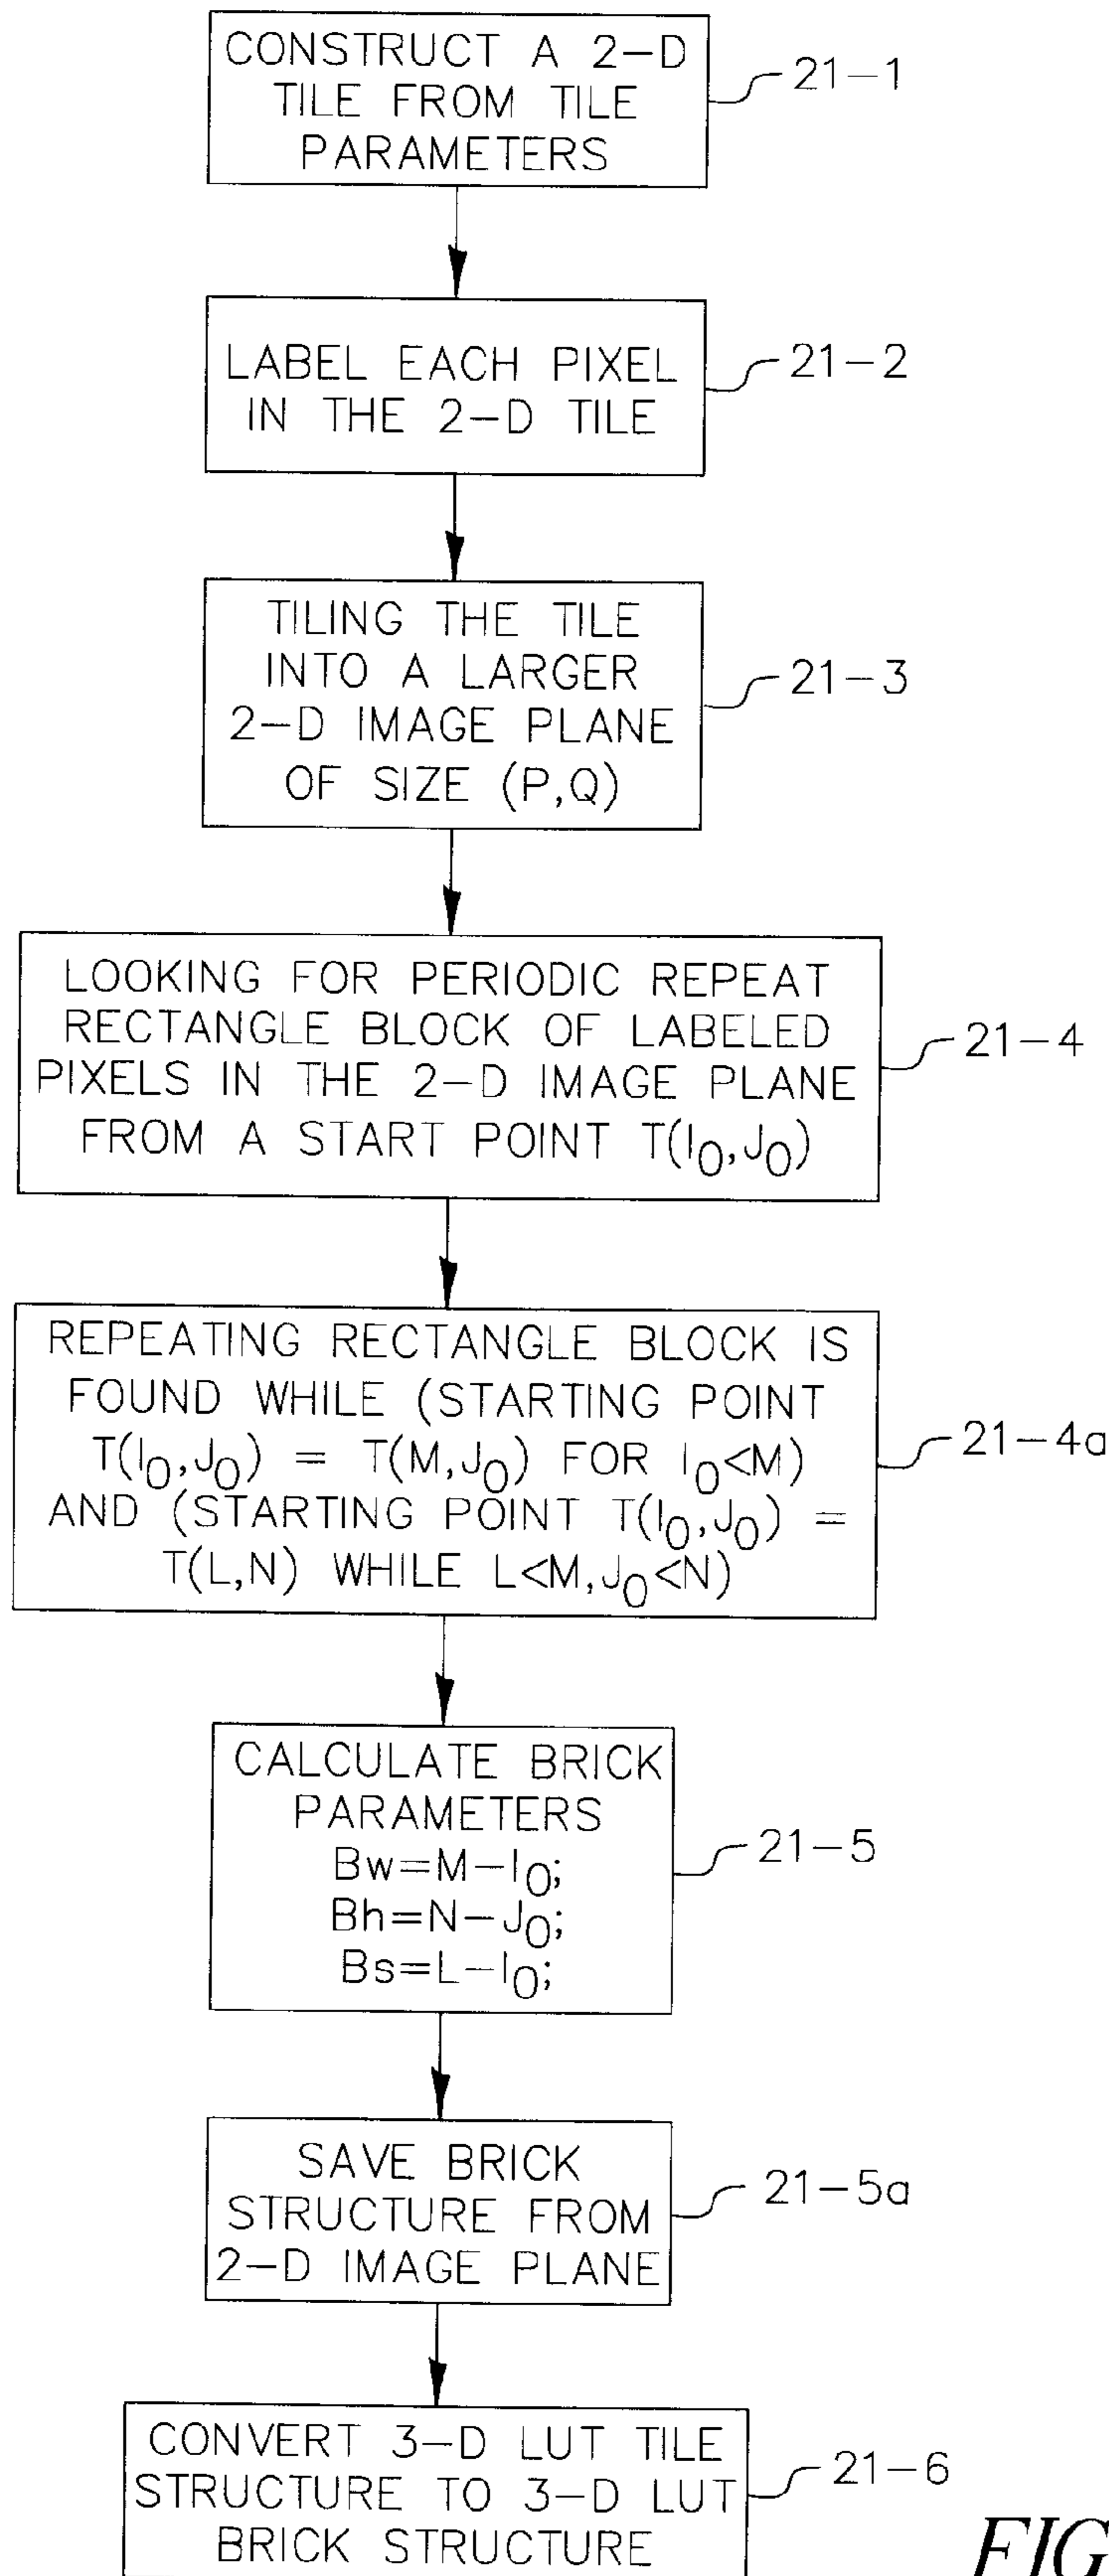 CONSTRUCT A 2-D
TILE FROM TILE
PARAMETERS
21-1
LABEL EACH PIXEL
IN THE 2-D TILE
21-2
TILING THE TILE
INTO A LARGER
2-D IMAGE PLANE
OF SIZE (P,Q)
21-3
LOOKING FOR PERIODIC REPEAT
RECTANGLE BLOCK OF LABELED
PIXELS IN THE 2-D IMAGE PLANE
FROM A START POINT T(I₀,J₀)
21-4
REPEATING RECTANGLE BLOCK IS
FOUND WHILE (STARTING POINT
T(I₀,J₀) = T(M,J₀) FOR I₀<M)
AND (STARTING POINT T(I₀,J₀) =
T(L,N) WHILE L<M,J₀<N)
21-4a
CALCULATE BRICK
PARAMETERS
Bw=M-I₀;
Bh=N-J₀;
Bs=L-I₀;
21-5
SAVE BRICK
STRUCTURE FROM
2-D IMAGE PLANE
21-5a
CONVERT 3-D LUT TILE
STRUCTURE TO 3-D LUT
BRICK STRUCTURE
21-6
FIG